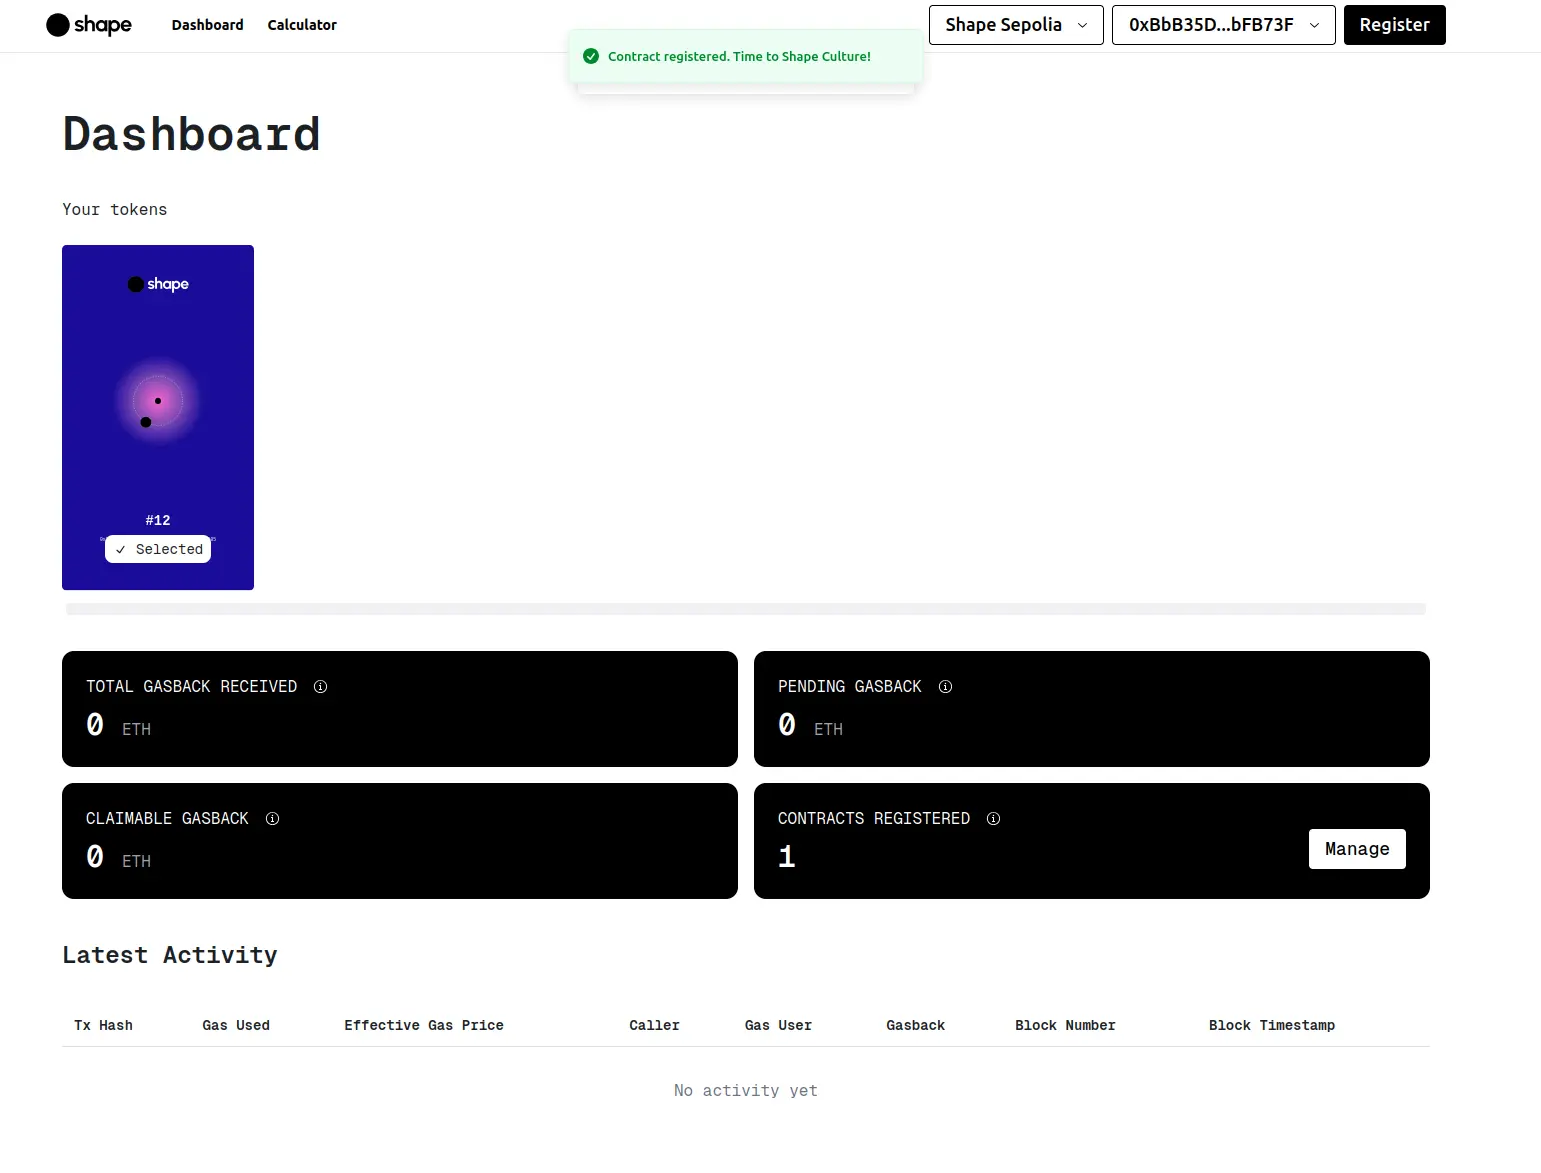 shape
Dashboard
Calculator
Shape Sepolia
0xBbB35D...bFB73F
Register
Contract registered. Time to Shape Culture!
Dashboard
Your tokens
shape
#12
Selected
TOTAL GASBACK RECEIVED
0 ETH
PENDING GASBACK
0 ETH
CLAIMABLE GASBACK
0 ETH
CONTRACTS REGISTERED
1
Manage
Latest Activity
Tx Hash Gas Used Effective Gas Price Caller Gas User Gasback Block Number Block Timestamp
No activity yet